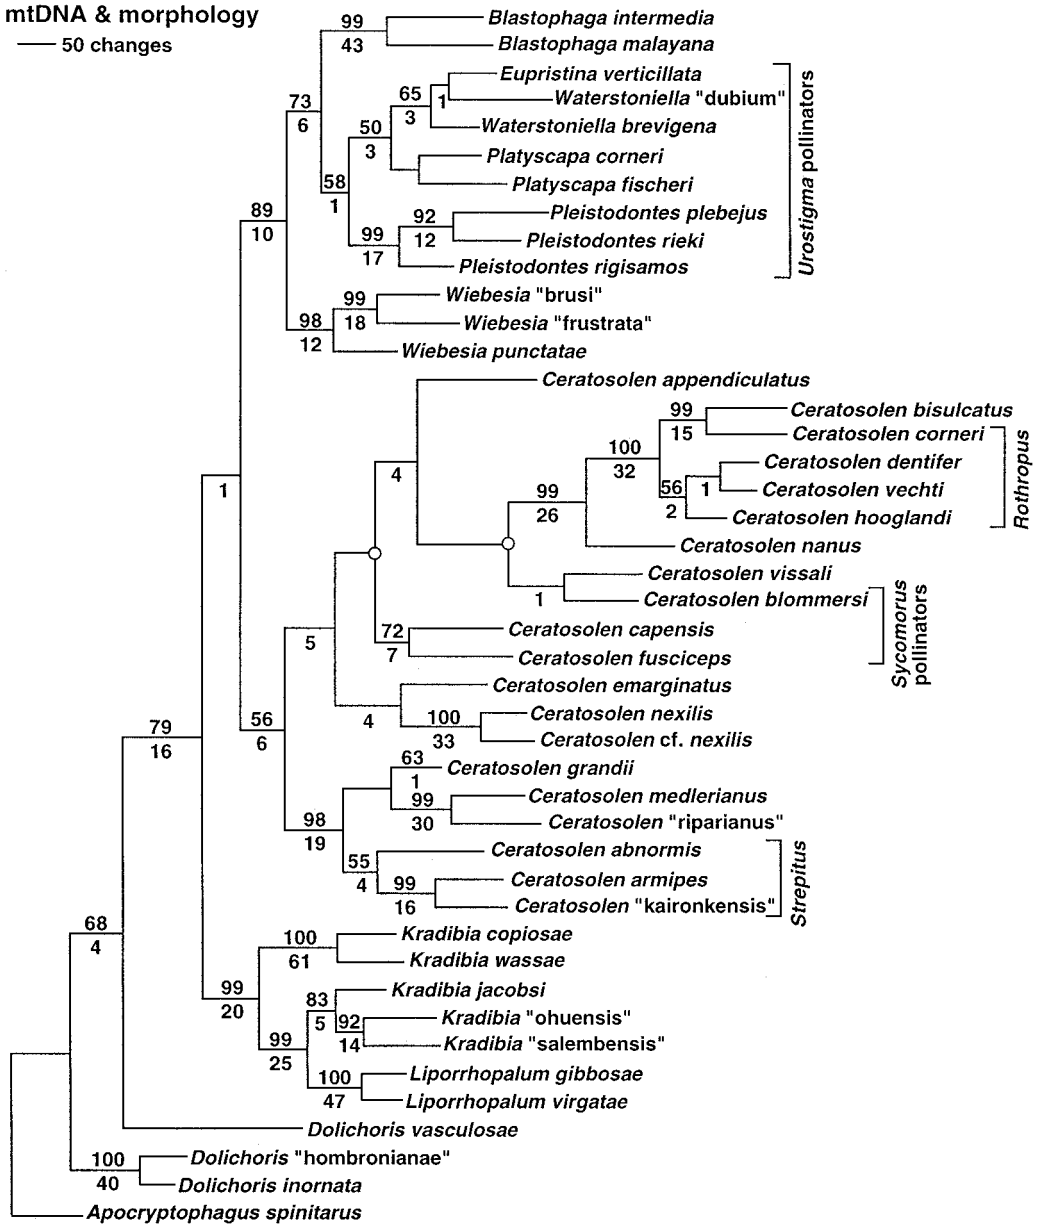 mtDNA & morphology
50 changes
99
43
Blastophaga intermedia
Blastophaga malayana
73
6
Eupristina verticillata
Waterstoniella "dubium"
Waterstoniella brevigena
65
3
1
50
3
Platyscapa corneri
Platyscapa fischeri
58
1
Pleistodontes plebejus
92
12
Pleistodontes rieki
99
17
Pleistodontes rigisamos
Urostigma pollinators
89
10
Wiebesia "brusi"
99
18
Wiebesia "frustrata"
98
12
Wiebesia punctatae
Ceratosolen appendiculatus
99
15
Ceratosolen bisulcatus
Ceratosolen corneri
100
32
Ceratosolen dentifer
56
2
1
Ceratosolen vechti
Ceratosolen hooglandi
Rothropus
4
1
99
26
Ceratosolen nanus
Ceratosolen vissali
1
Ceratosolen blommersi
Ceratosolen capensis
72
7
Ceratosolen fusciceps
Sycomorus
pollinators
5
Ceratosolen emarginatus
4
100
33
Ceratosolen nexilis
Ceratosolen cf. nexilis
79
16
56
6
63
1
Ceratosolen grandii
Ceratosolen medlerianus
99
30
Ceratosolen "riparianus"
98
19
Ceratosolen abnormis
55
4
99
16
Ceratosolen armipes
Ceratosolen "kaironkensis"
Strepitus
68
4
100
61
Kradibia copiosae
Kradibia wassae
99
20
Kradibia jacobsi
83
5
92
14
Kradibia "ohuensis"
Kradibia "salembensis"
99
25
100
47
Liporrhopalum gibbosae
Liporrhopalum virgatae
Dolichoris vasculosae
100
40
Dolichoris "hombronianae"
Dolichoris inornata
Apocryptophagus spinitarus